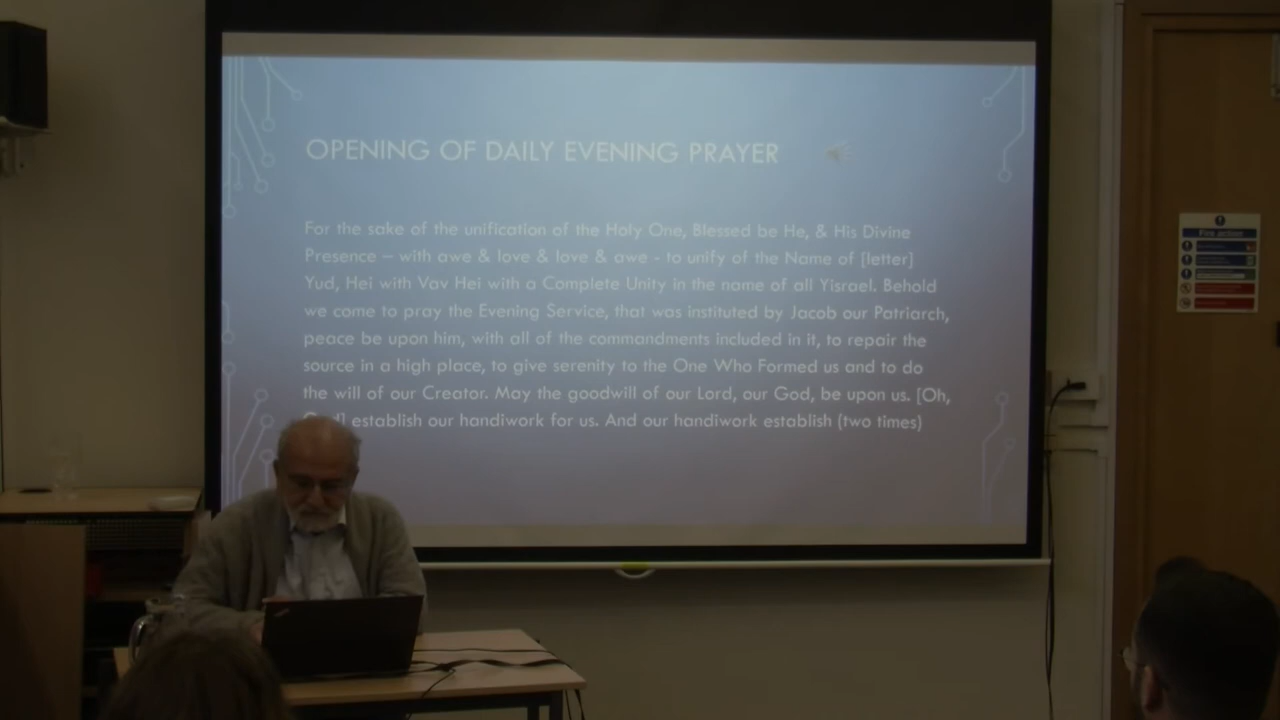 OPENING OF DAILY EVENING PRAYER
For the sake of the unification of the Holy One, Blessed be He, & His Divine
Presence – with awe & love & love & awe - to unify of the Name of [letter]
Yud, Hei with Vav Hei with a Complete Unity in the name of all Yisrael. Behold
we come to pray the Evening Service, that was instituted by Jacob our Patriarch,
peace be upon him, with all of the commandments included in it, to repair the
source in a high place, to give serenity to the One Who Formed us and to do
the will of our Creator. May the goodwill of our Lord, our God, be upon us. [Oh,
establish our handiwork for us. And our handiwork establish (two times)
Fire action